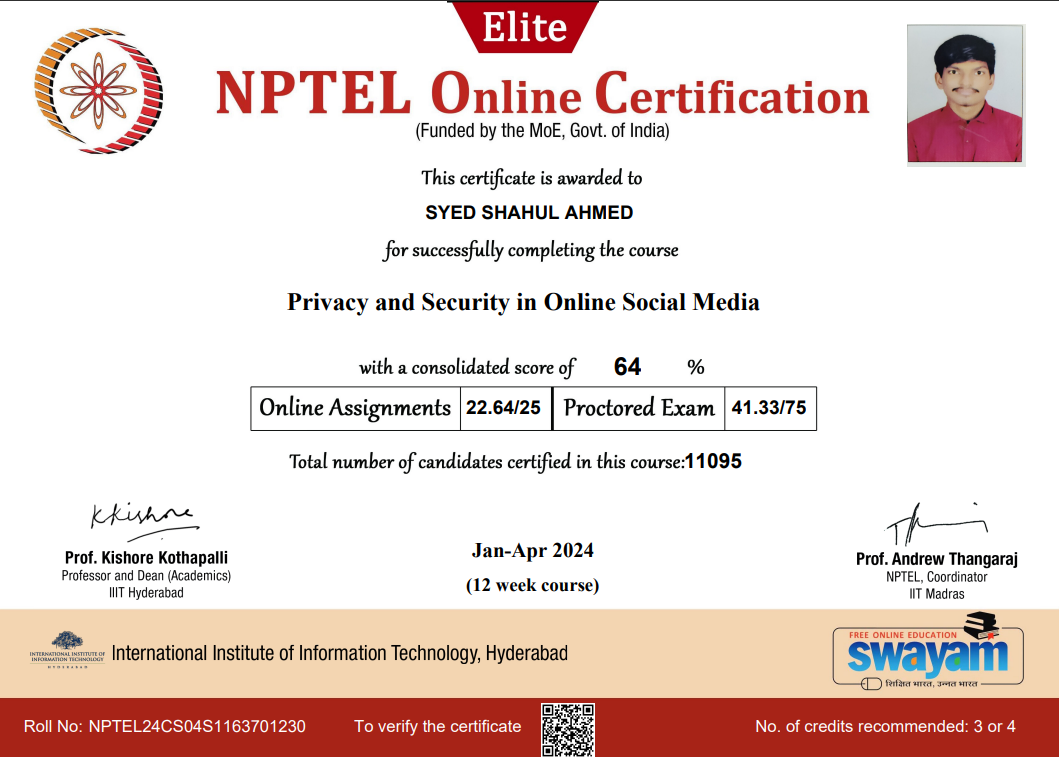 Elite
NPTEL Online Certification
(Funded by the MoE, Govt. of India)
This certificate is awarded to
SYED SHAHUL AHMED
for successfully completing the course
Privacy and Security in Online Social Media
with a consolidated score of 64 %
Online Assignments 22.64/25 Proctored Exam 41.33/75
Total number of candidates certified in this course:11095
K Kishore
Prof. Kishore Kothapalli
Professor and Dean (Academics)
IIIT Hyderabad
Jan-Apr 2024
(12 week course)
Prof. Andrew Thangaraj
NPTEL, Coordinator
IIT Madras
INTERNATIONAL INSTITUTE OF
INFORMATION TECHNOLOGY
HYDERABAD
International Institute of Information Technology, Hyderabad
FREE ONLINE EDUCATION
swayam
शिक्षित भारत, उन्नत भारत
Roll No: NPTEL24CS04S1163701230 To verify the certificate No. of credits recommended: 3 or 4